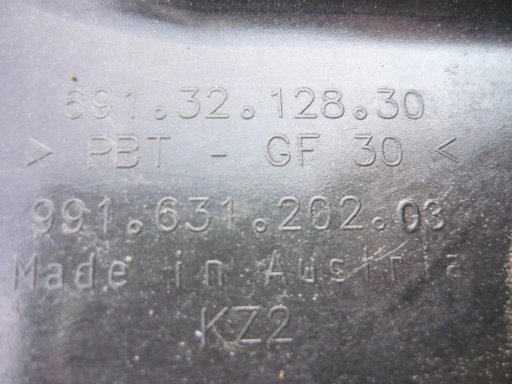 691.32.128.30
> PBT - GF 30 <
991.631.202.03
Made in Austria
KZ2